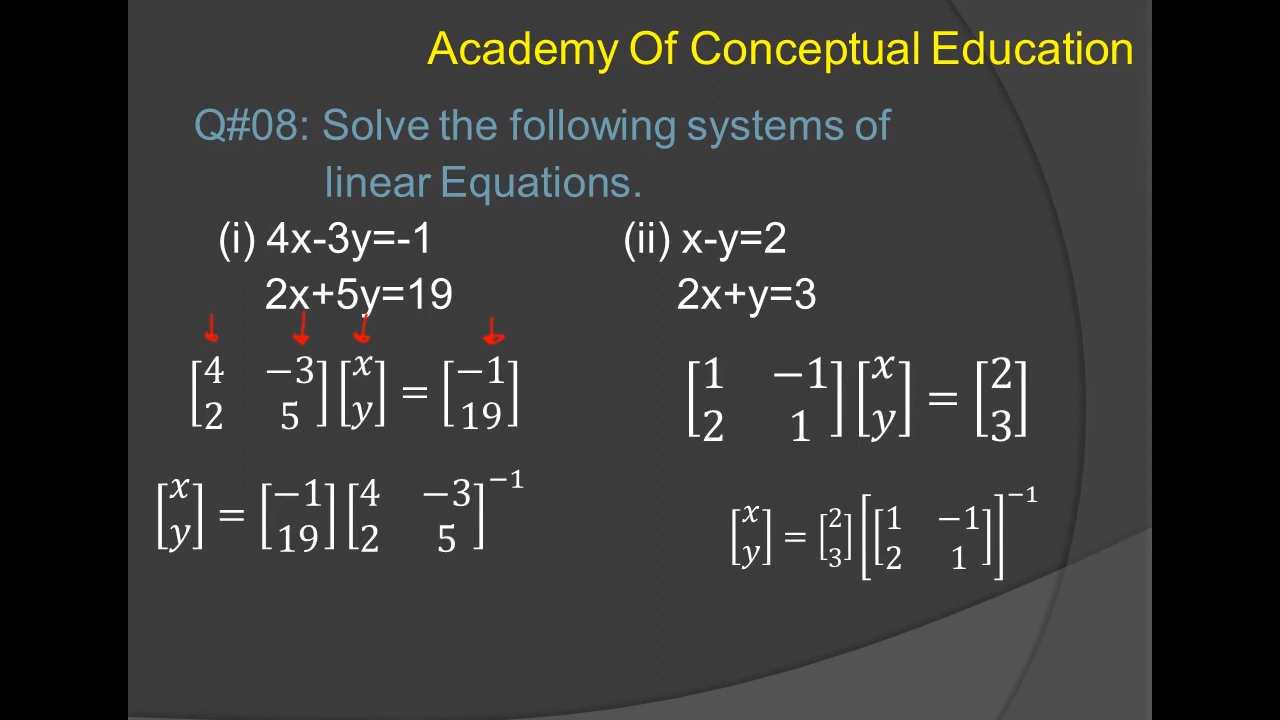 Academy Of Conceptual Education
Q#08: Solve the following systems of
linear Equations.
(i) 4x-3y=-1
2x+5y=19
[4 −3
2 5] [x
y] = [−1
19]
[x
y] = [−1
19] [4 −3
2 5]⁻¹
(ii) x-y=2
2x+y=3
[1 −1
2 1] [x
y] = [2
3]
[x
y] = [2
3] [[1 −1
2 1]]⁻¹